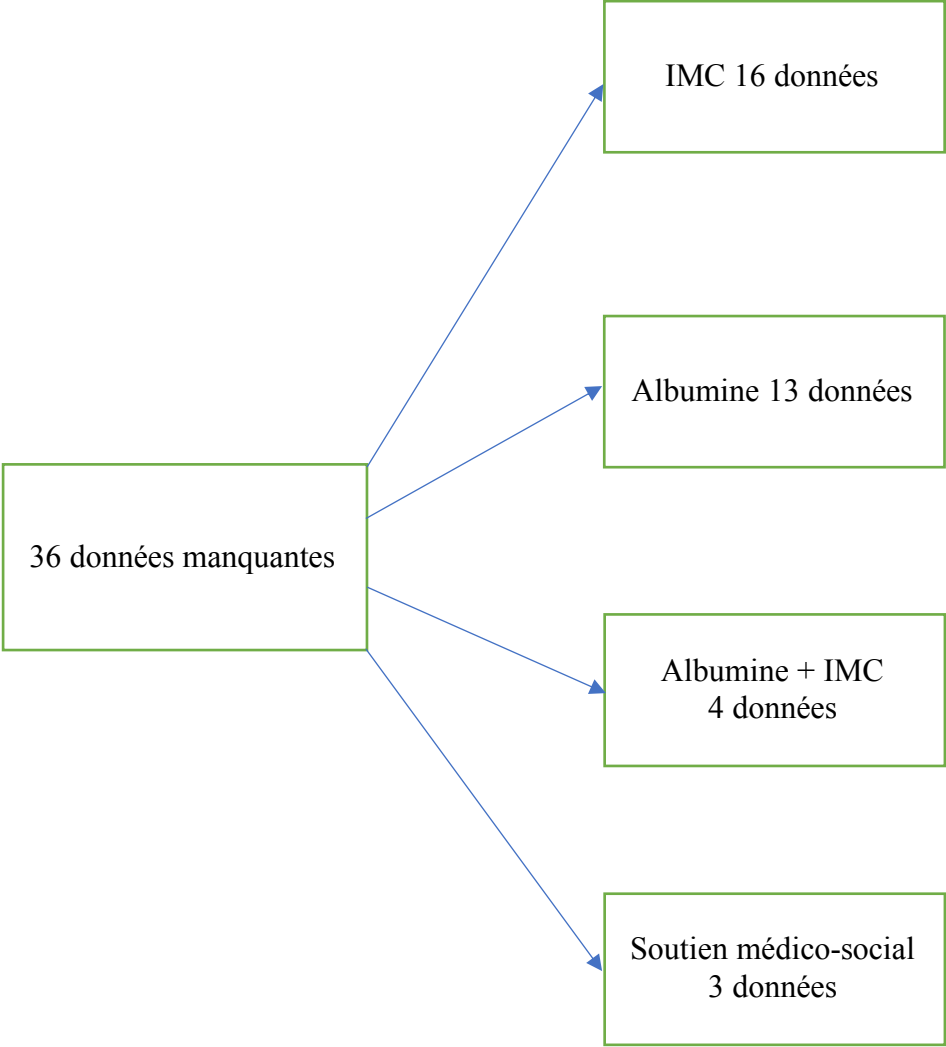 IMC 16 données
Albumine 13 données
36 données manquantes
Albumine + IMC
4 données
Soutien médico-social
3 données